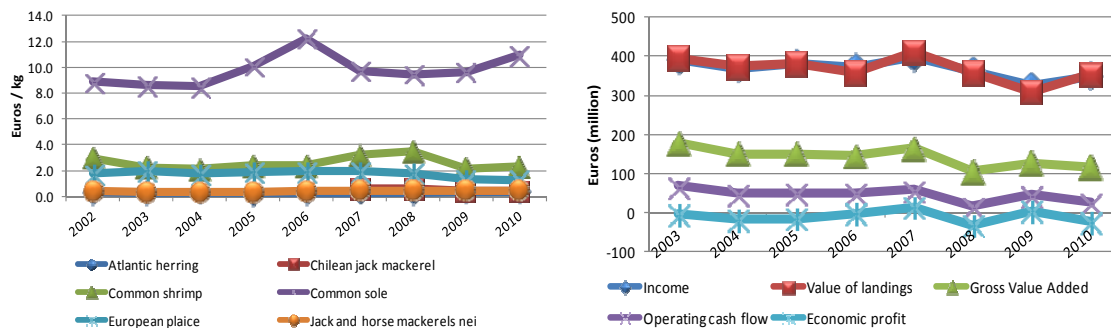 14.0
12.0
10.0
8.0
6.0
4.0
2.0
0.0
Euros / kg
2002 2003 2004 2005 2006 2007 2008 2009 2010
Atlantic herring Chilean jack mackerel
Common shrimp Common sole
European plaice Jack and horse mackerels nei
500
400
300
200
100
0
-100
Euros (million)
2003 2004 2005 2006 2007 2008 2009 2010
Income Value of landings Gross Value Added
Operating cash flow Economic profit